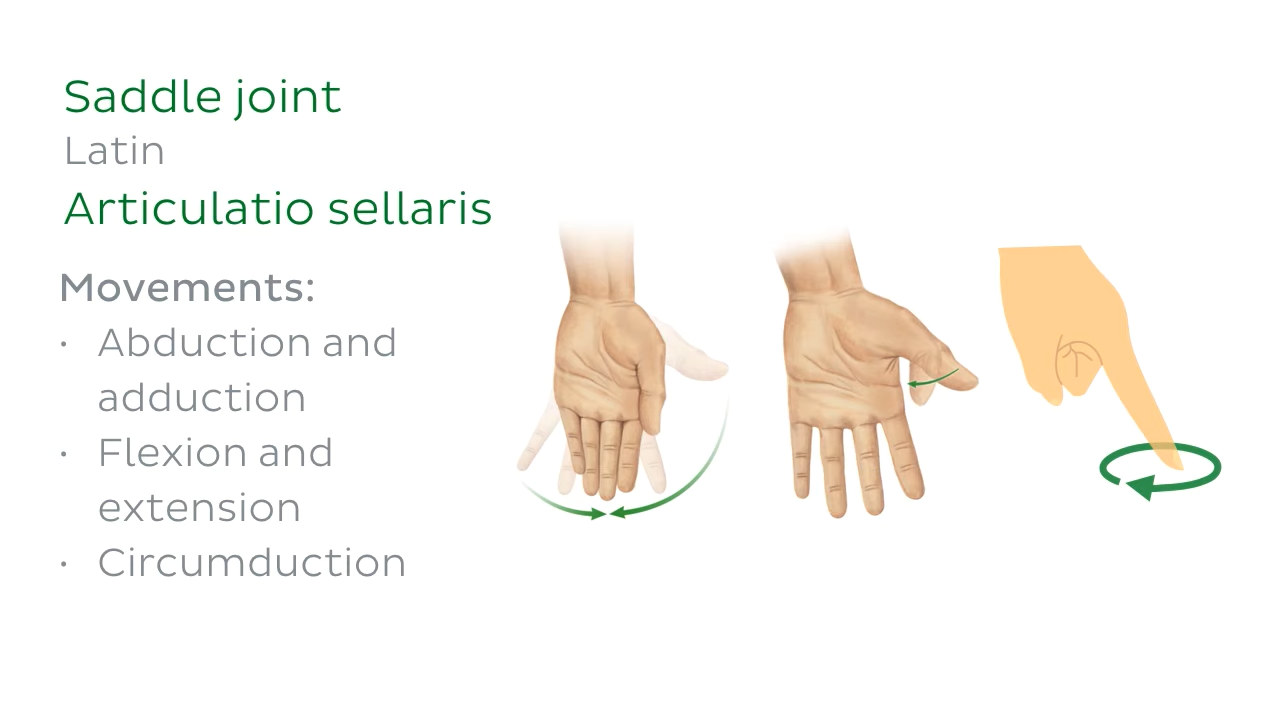 Saddle joint
Latin
Articulatio sellaris
Movements:
• Abduction and
adduction
• Flexion and
extension
• Circumduction